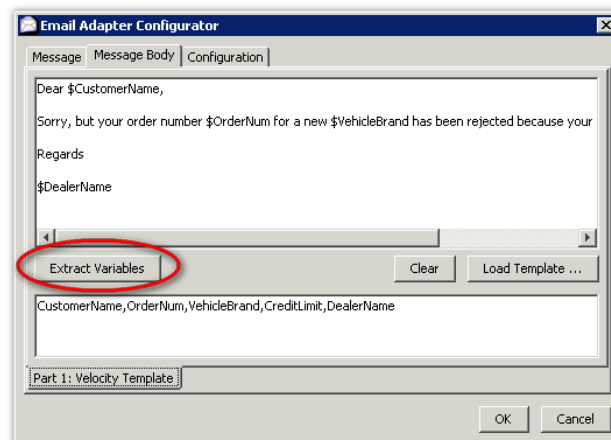 Email Adapter Configurator
Message Message Body Configuration
Dear $CustomerName,
Sorry, but your order number $OrderNum for a new $VehicleBrand has been rejected because your
Regards
$DealerName
Extract Variables Clear Load Template ...
CustomerName,OrderNum,VehicleBrand,CreditLimit,DealerName
Part 1: Velocity Template
OK Cancel